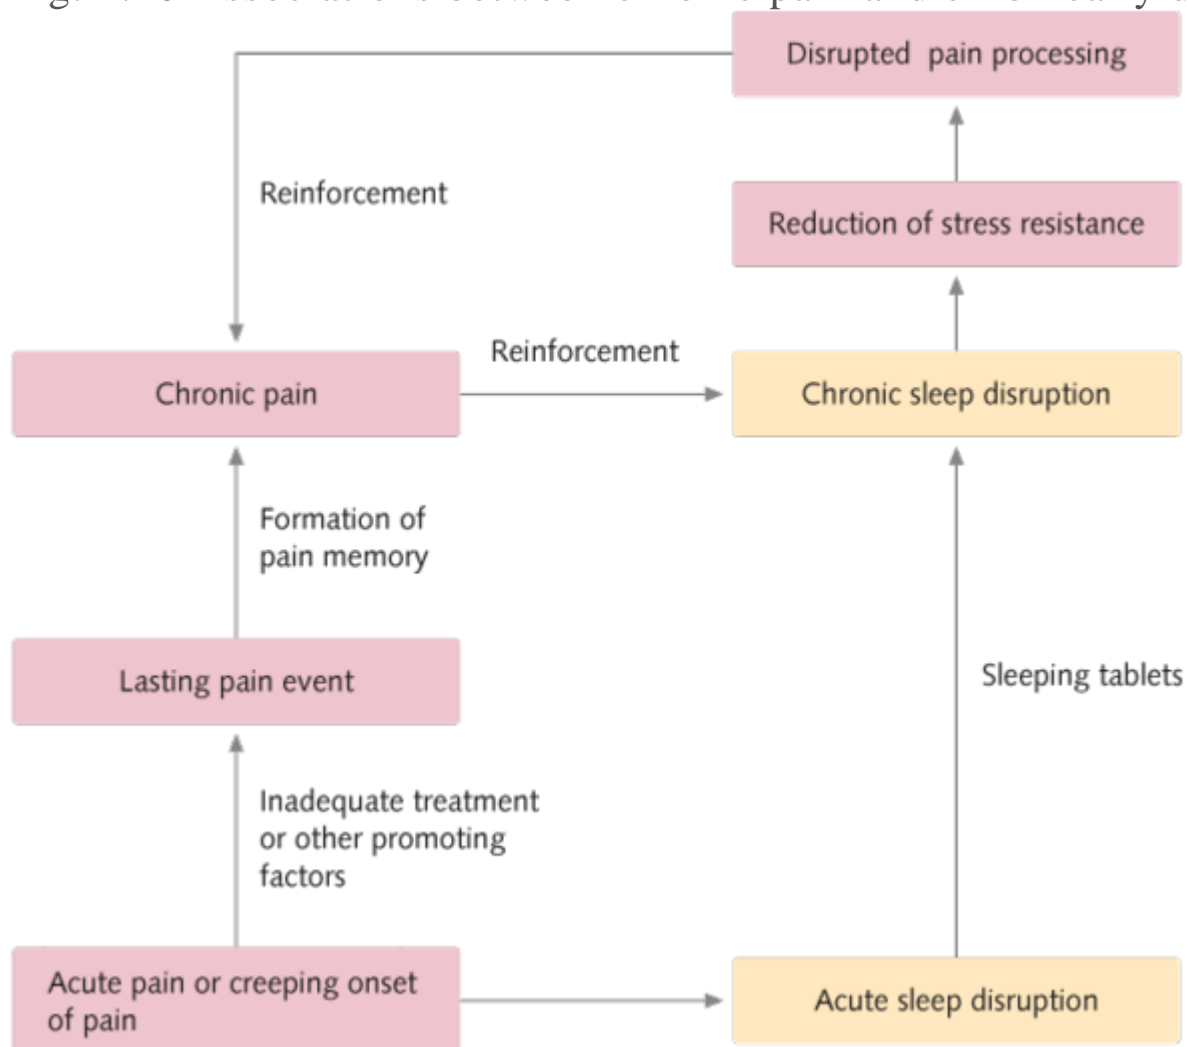 Disrupted pain processing
Reinforcement
Reduction of stress resistance
Reinforcement
Chronic pain
Chronic sleep disruption
Formation of
pain memory
Lasting pain event
Sleeping tablets
Inadequate treatment
or other promoting
factors
Acute pain or creeping onset
of pain
Acute sleep disruption